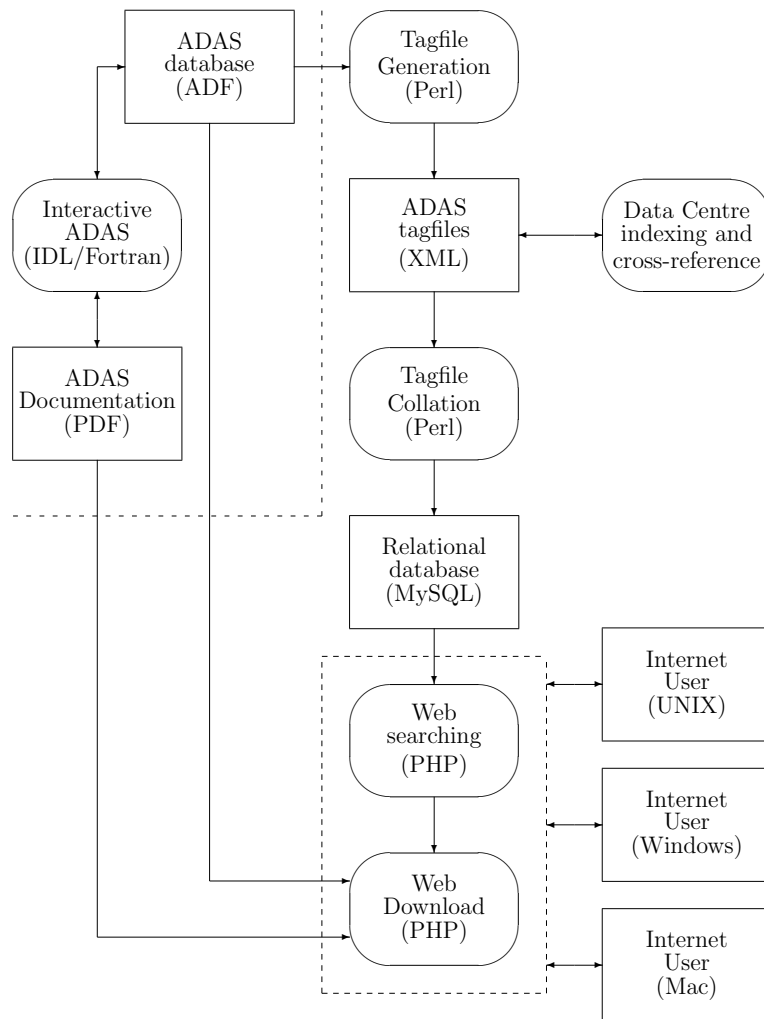 ADAS
database
(ADF)
Tagfile
Generation
(Perl)
Interactive
ADAS
(IDL/Fortran)
ADAS
tagfiles
(XML)
Data Centre
indexing and
cross-reference
ADAS
Documentation
(PDF)
Tagfile
Collation
(Perl)
Relational
database
(MySQL)
Internet
User
(UNIX)
Web
searching
(PHP)
Internet
User
(Windows)
Web
Download
(PHP)
Internet
User
(Mac)